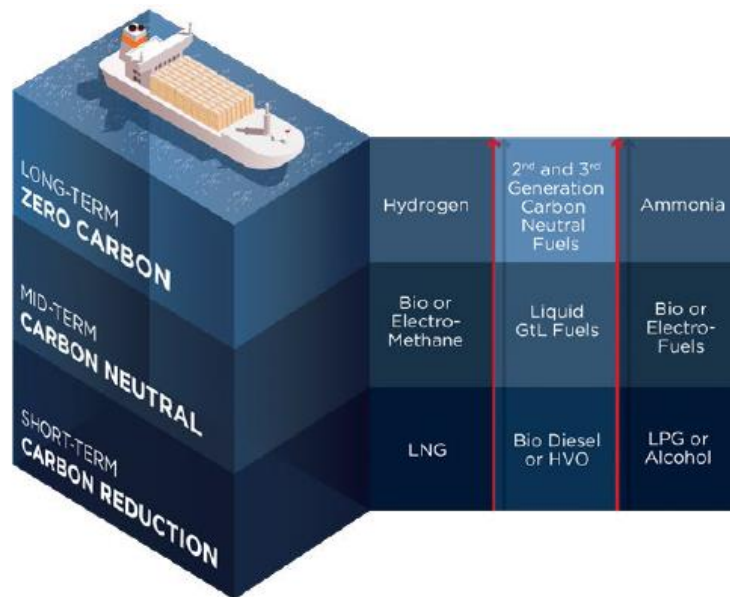 LONG-TERM
ZERO CARBON
Hydrogen
2nd and 3rd
Generation
Carbon
Neutral
Fuels
Ammonia
MID-TERM
CARBON NEUTRAL
Bio or
Electro-
Methane
Liquid
GtL Fuels
Bio or
Electro-
Fuels
SHORT-TERM
CARBON REDUCTION
LNG
Bio Diesel
or HVO
LPG or
Alcohol